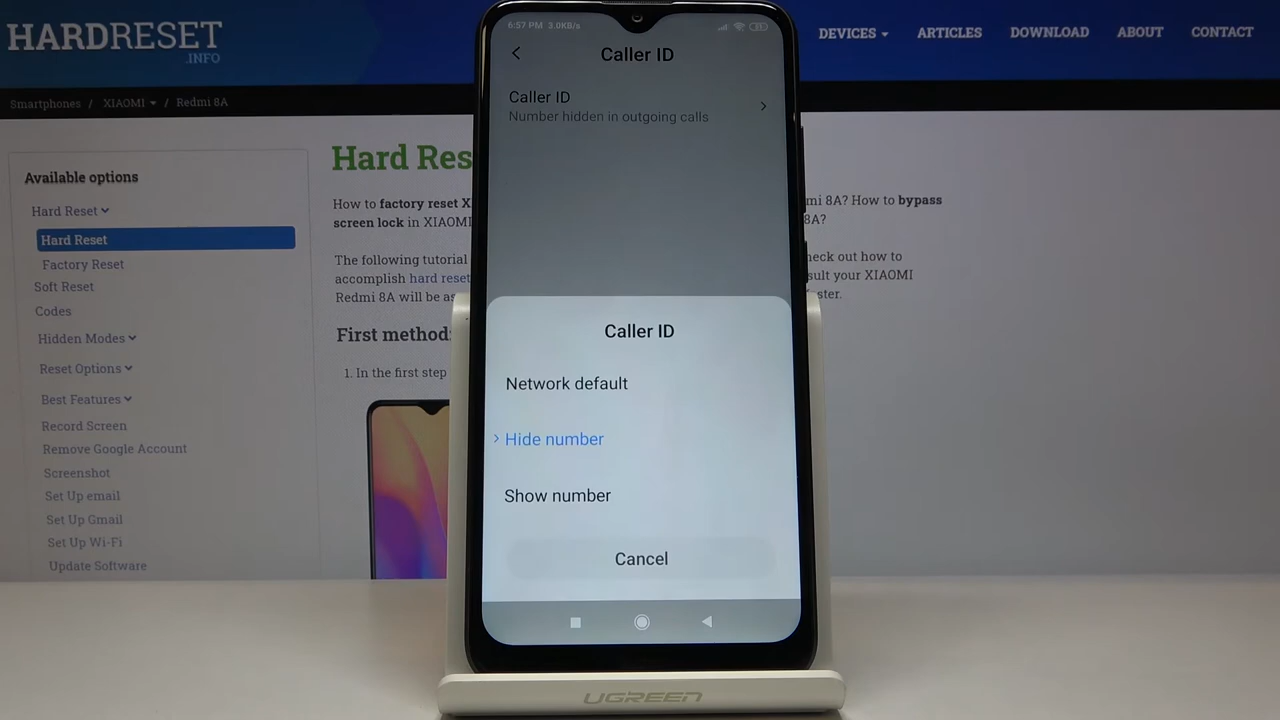 HARDRESET
.INFO
DEVICES
ARTICLES
DOWNLOAD
ABOUT
CONTACT
Smartphones / XIAOMI / Redmi 8A
Available options
Hard Reset
Hard Reset
Factory Reset
Soft Reset
Codes
Hidden Modes
Reset Options
Best Features
Record Screen
Remove Google Account
Screenshot
Set Up email
Set Up Gmail
Set Up Wi-Fi
Update Software
Hard Res
How to factory reset X
screen lock in XIAOMI
The following tutorial
accomplish hard reset
Redmi 8A will be as
First method:
1. In the first step
mi 8A? How to bypass
8A?
heck out how to
sult your XIAOMI
ster.
6:57 PM 3.0KB/s
Caller ID
Caller ID
Number hidden in outgoing calls
Caller ID
Network default
Hide number
Show number
Cancel
UGREEN